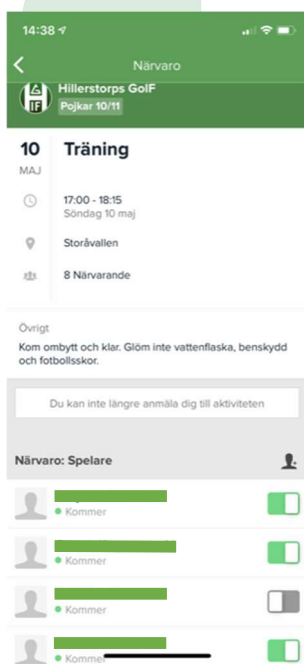 14:38
Närvaro
Hillerstorps GoIF
Pojkar 10/11
10 Träning
MAJ
17:00 - 18:15
Söndag 10 maj
Storåvallen
8 Närvarande
Övrigt
Kom ombytt och klar. Glöm inte vattenflaska, benskydd
och fotbollsskor.
Du kan inte längre anmäla dig till aktiviteten
Närvaro: Spelare
Kommer
Kommer
Kommer
Kommer